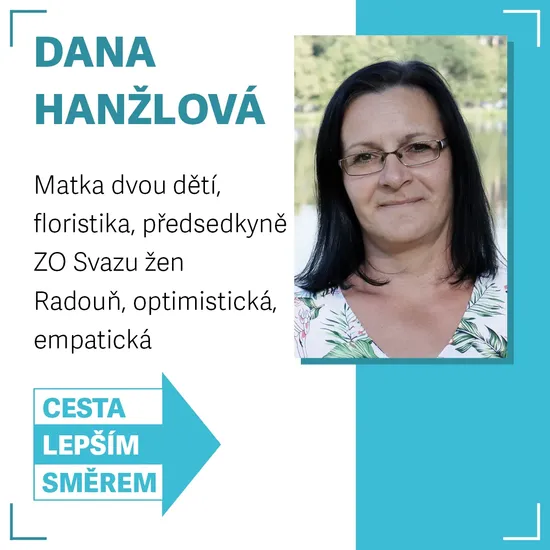 DANA
HANŽLOVÁ
Matka dvou dětí,
floristika, předsedkyně
ZO Svazu žen
Radouň, optimistická,
empatická
CESTA
LEPŠÍM
SMĚREM